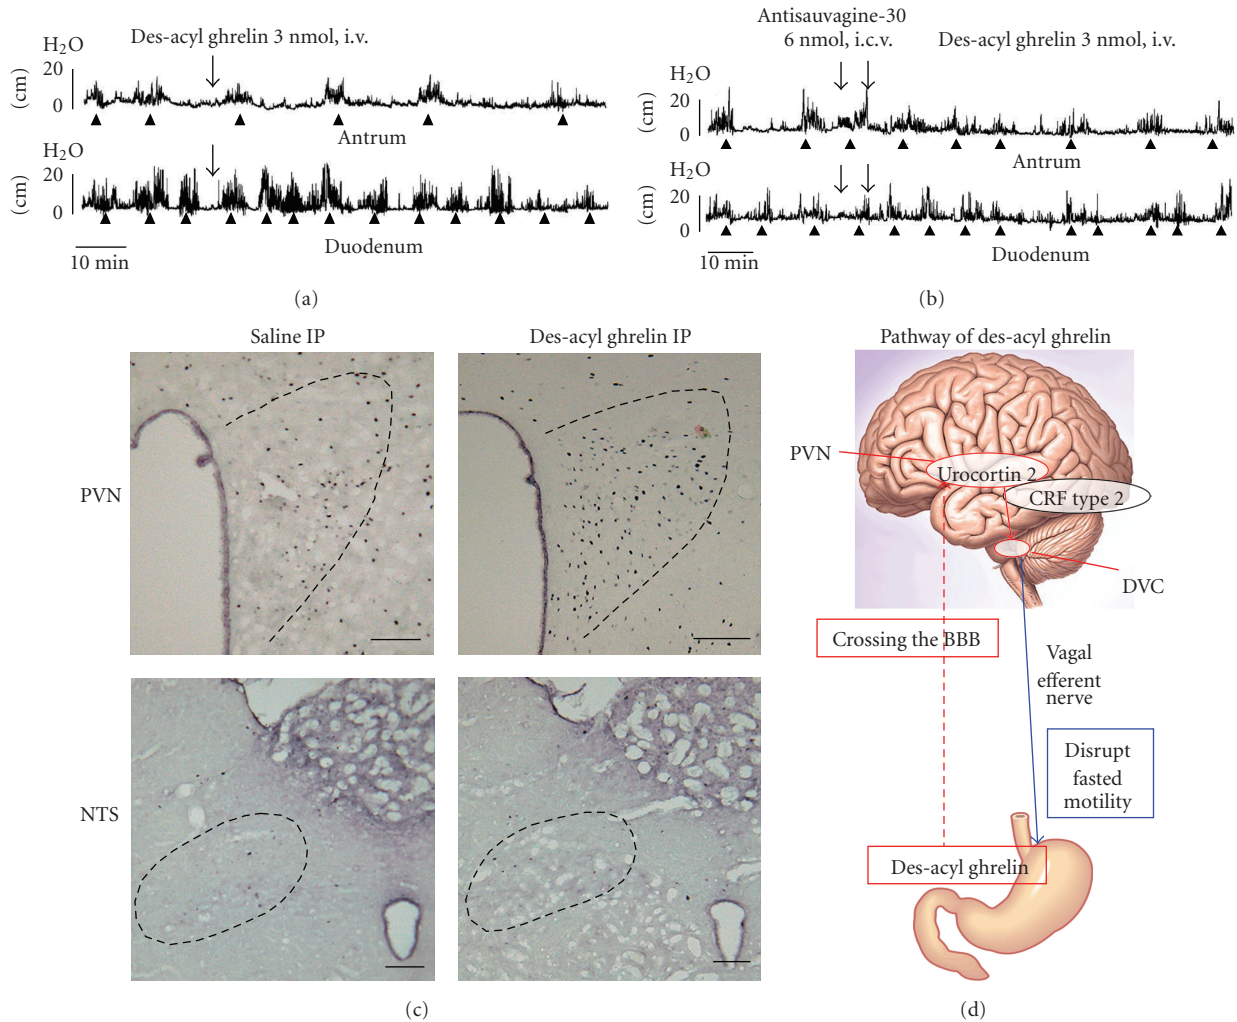 Des-acyl ghrelin 3 nmol, i.v.
H₂O
(cm)
20
0
Antrum
H₂O
(cm)
20
0
Duodenum
10 min
(a)
Antisauvagine-30
6 nmol, i.c.v.
Des-acyl ghrelin 3 nmol, i.v.
H₂O
(cm)
20
0
Antrum
H₂O
(cm)
20
0
Duodenum
10 min
(b)
Saline IP
Des-acyl ghrelin IP
PVN
NTS
(c)
Pathway of des-acyl ghrelin
PVN
Urocortin 2
CRF type 2
DVC
Crossing the BBB
Vagal
efferent
nerve
Disrupt
fasted
motility
Des-acyl ghrelin
(d)